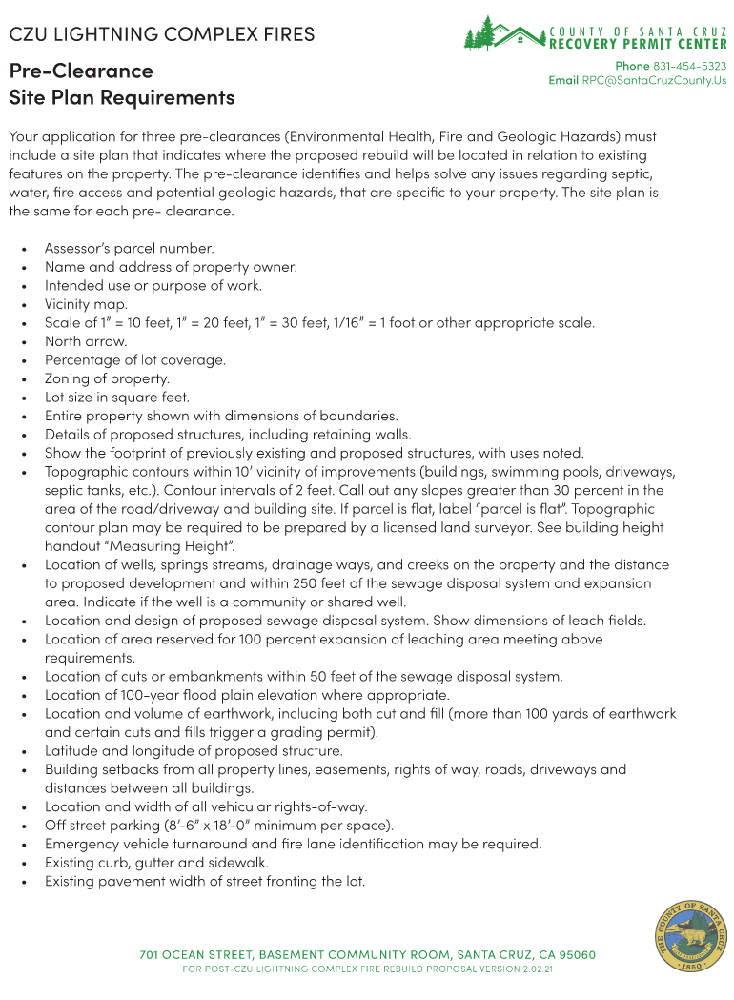 CZU LIGHTNING COMPLEX FIRES
COUNTY OF SANTA CRUZ
RECOVERY PERMIT CENTER
Phone 831-454-5323
Email RPC@SantaCruzCounty.Us
Pre-Clearance
Site Plan Requirements
Your application for three pre-clearances (Environmental Health, Fire and Geologic Hazards) must
include a site plan that indicates where the proposed rebuild will be located in relation to existing
features on the property. The pre-clearance identifies and helps solve any issues regarding septic,
water, fire access and potential geologic hazards, that are specific to your property. The site plan is
the same for each pre- clearance.
• Assessor's parcel number.
• Name and address of property owner.
• Intended use or purpose of work.
• Vicinity map.
• Scale of 1" = 10 feet, 1" = 20 feet, 1" = 30 feet, 1/16" = 1 foot or other appropriate scale.
• North arrow.
• Percentage of lot coverage.
• Zoning of property.
• Lot size in square feet.
• Entire property shown with dimensions of boundaries.
• Details of proposed structures, including retaining walls.
• Show the footprint of previously existing and proposed structures, with uses noted.
• Topographic contours within 10' vicinity of improvements (buildings, swimming pools, driveways,
septic tanks, etc.). Contour intervals of 2 feet. Call out any slopes greater than 30 percent in the
area of the road/driveway and building site. If parcel is flat, label "parcel is flat". Topographic
contour plan may be required to be prepared by a licensed land surveyor. See building height
handout "Measuring Height".
• Location of wells, springs streams, drainage ways, and creeks on the property and the distance
to proposed development and within 250 feet of the sewage disposal system and expansion
area. Indicate if the well is a community or shared well.
• Location and design of proposed sewage disposal system. Show dimensions of leach fields.
• Location of area reserved for 100 percent expansion of leaching area meeting above
requirements.
• Location of cuts or embankments within 50 feet of the sewage disposal system.
• Location of 100-year flood plain elevation where appropriate.
• Location and volume of earthwork, including both cut and fill (more than 100 yards of earthwork
and certain cuts and fills trigger a grading permit).
• Latitude and longitude of proposed structure.
• Building setbacks from all property lines, easements, rights of way, roads, driveways and
distances between all buildings.
• Location and width of all vehicular rights-of-way.
• Off street parking (8'-6" x 18'-0" minimum per space).
• Emergency vehicle turnaround and fire lane identification may be required.
• Existing curb, gutter and sidewalk.
• Existing pavement width of street fronting the lot.
THE COUNTY OF SANTA CRUZ
1850
701 OCEAN STREET, BASEMENT COMMUNITY ROOM, SANTA CRUZ, CA 95060
FOR POST-CZU LIGHTNING COMPLEX FIRE REBUILD PROPOSAL VERSION 2.02.21